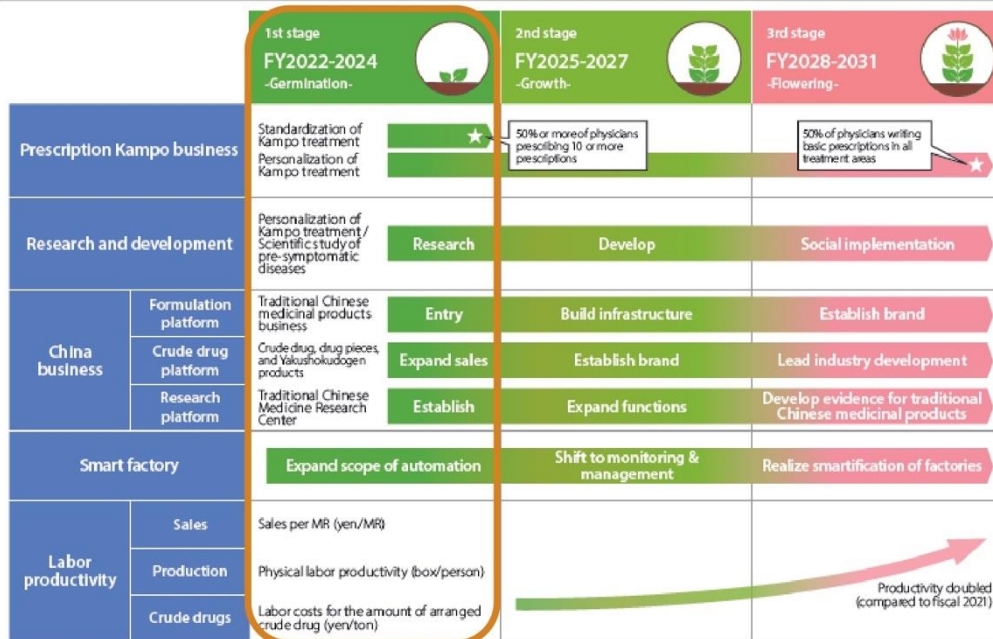 1st stage
FY2022-2024
-Germination-
2nd stage
FY2025-2027
-Growth-
3rd stage
FY2028-2031
-Flowering-
Prescription Kampo business
Standardization of
Kampo treatment
Personalization of
Kampo treatment
50% or more of physicians
prescribing 10 or more
prescriptions
50% of physicians writing
basic prescriptions in all
treatment areas
Research and development
Personalization of
Kampo treatment /
Scientific study of
pre-symptomatic
diseases
Research
Develop
Social implementation
China
business
Formulation
platform
Traditional Chinese
medicinal products
business
Entry
Build infrastructure
Establish brand
Crude drug
platform
Crude drug, drug pieces,
and Yakushokudogen
products
Expand sales
Establish brand
Lead industry development
Research
platform
Traditional Chinese
Medicine Research
Center
Establish
Expand functions
Develop evidence for traditional
Chinese medicinal products
Smart factory
Expand scope of automation
Shift to monitoring &
management
Realize smartification of factories
Labor
productivity
Sales
Sales per MR (yen/MR)
Production
Physical labor productivity (box/person)
Crude drugs
Labor costs for the amount of arranged
crude drug (yen/ton)
Productivity doubled
(compared to fiscal 2021)